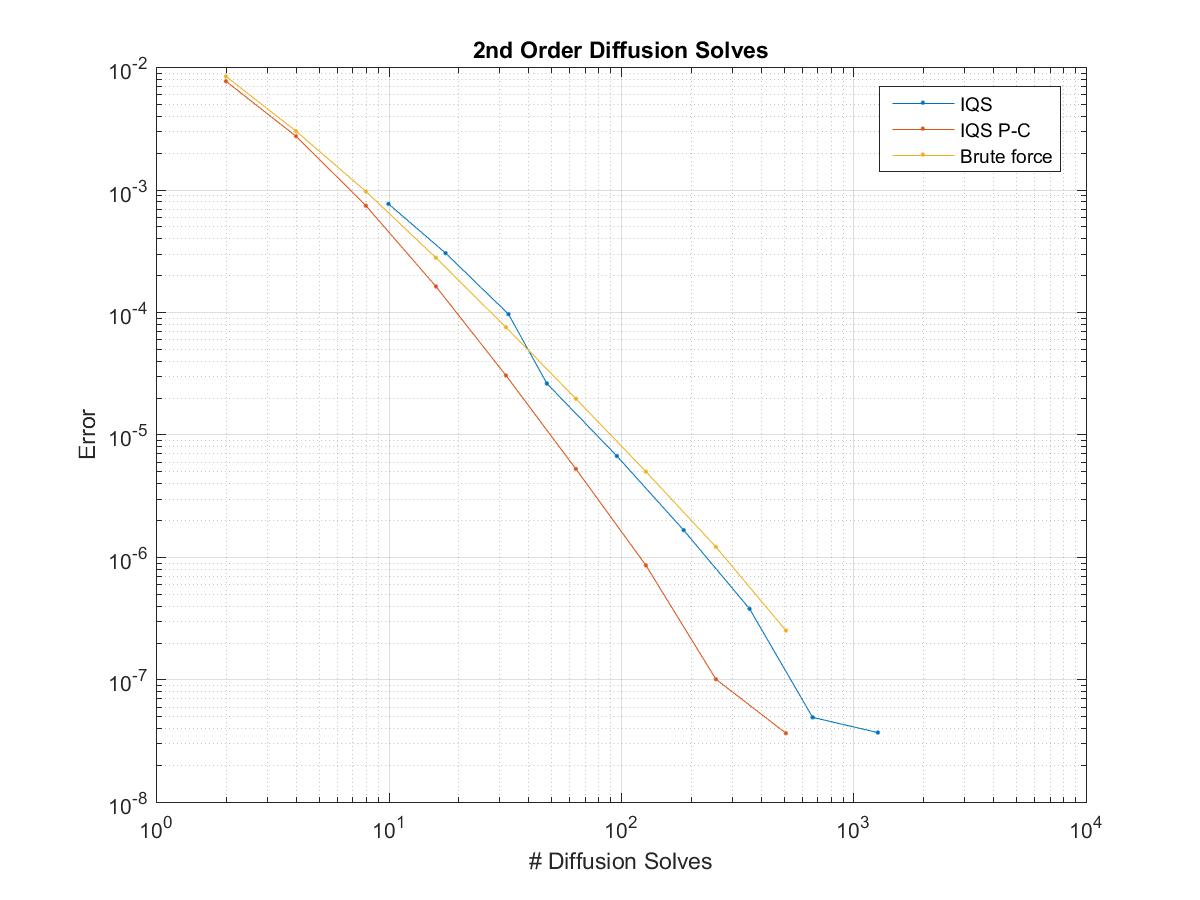 2nd Order Diffusion Solves
IQS
IQS P-C
Brute force
10^-2
10^-3
10^-4
10^-5
10^-6
10^-7
10^-8
Error
10^0
10^1
10^2
10^3
10^4
# Diffusion Solves